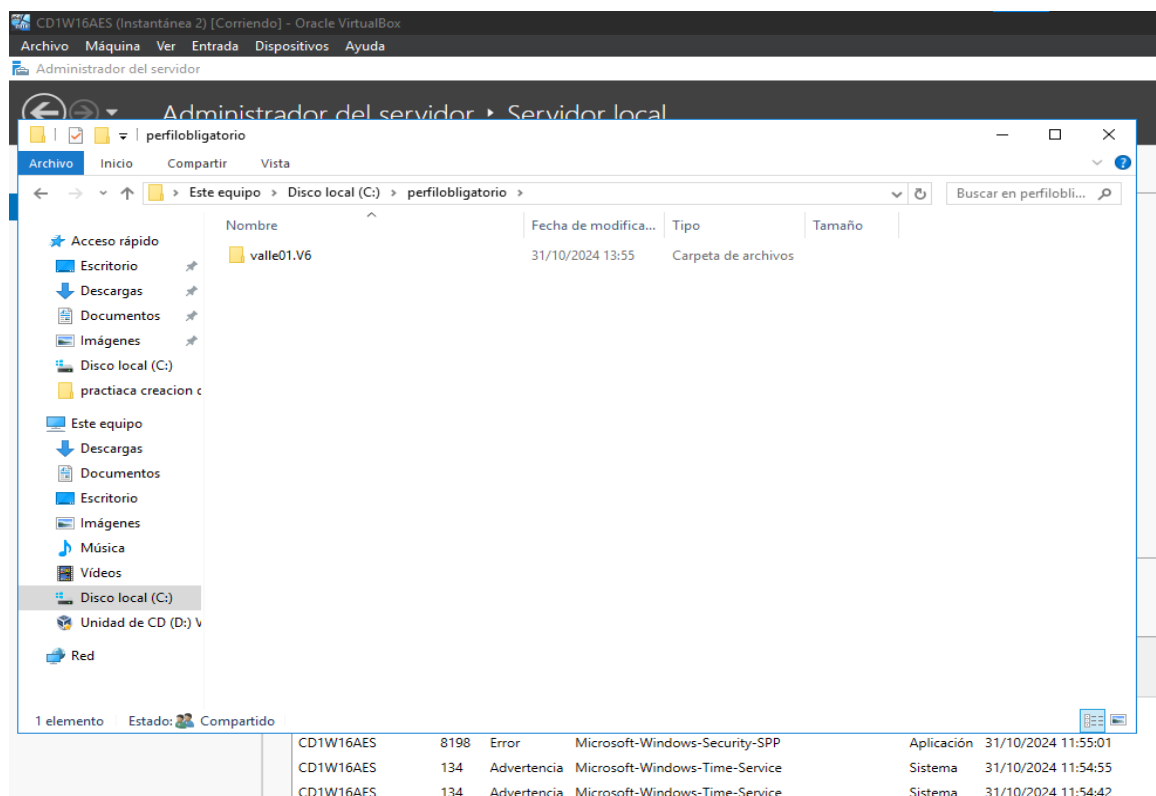 CD1W16AES (Instantánea 2) [Corriendo] - Oracle VirtualBox
Archivo Máquina Ver Entrada Dispositivos Ayuda
Administrador del servidor
Administrador del servidor ‣ Servidor local
perfilobligatorio
Archivo Inicio Compartir Vista
Este equipo > Disco local (C:) > perfilobligatorio >
Buscar en perfilobli...
Nombre Fecha de modifica... Tipo Tamaño
valle01.V6 31/10/2024 13:55 Carpeta de archivos
Acceso rápido
Escritorio
Descargas
Documentos
Imágenes
Disco local (C:)
practiaca creacion c
Este equipo
Descargas
Documentos
Escritorio
Imágenes
Música
Vídeos
Disco local (C:)
Unidad de CD (D:) V
Red
1 elemento Estado: Compartido
CD1W16AES 8198 Error Microsoft-Windows-Security-SPP Aplicación 31/10/2024 11:55:01
CD1W16AES 134 Advertencia Microsoft-Windows-Time-Service Sistema 31/10/2024 11:54:55
CD1W16AES 134 Advertencia Microsoft-Windows-Time-Service Sistema 31/10/2024 11:54:42